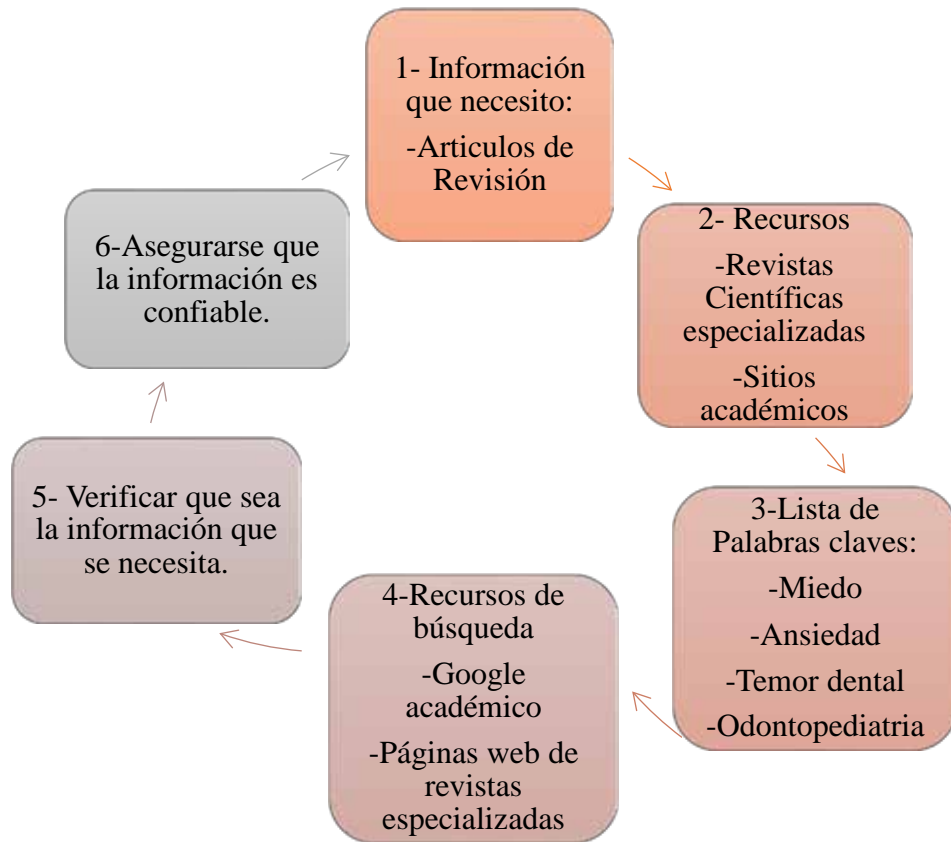 1- Información
que necesito:
-Articulos de
Revisión
2- Recursos
-Revistas
Científicas
especializadas
-Sitios
académicos
3-Lista de
Palabras claves:
-Miedo
-Ansiedad
-Temor dental
-Odontopediatria
4-Recursos de
búsqueda
-Google
académico
-Páginas web de
revistas
especializadas
5- Verificar que sea
la información que
se necesita.
6-Asegurarse que
la información es
confiable.